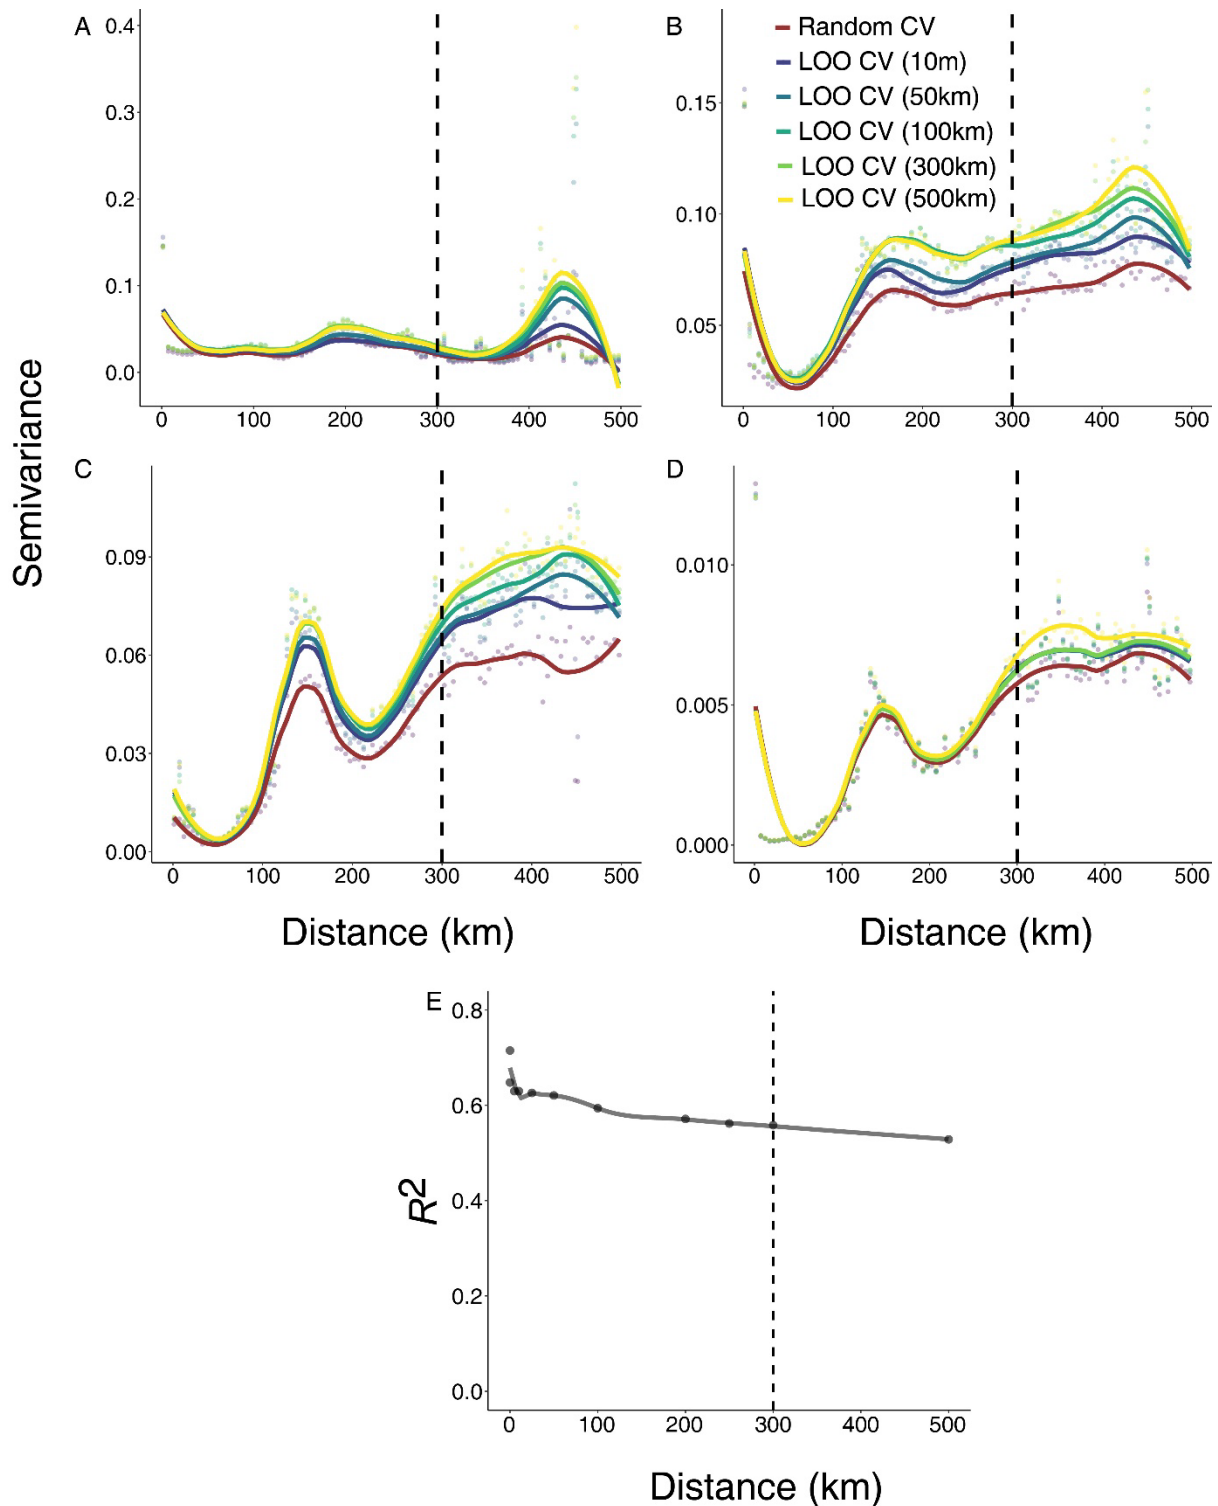 A
0.4
0.3
0.2
0.1
0.0
0 100 200 300 400 500
B
Random CV
LOO CV (10m)
LOO CV (50km)
LOO CV (100km)
LOO CV (300km)
LOO CV (500km)
0.15
0.10
0.05
0 100 200 300 400 500
Semivariance
C
0.09
0.06
0.03
0.00
0 100 200 300 400 500
Distance (km)
D
0.010
0.005
0.000
0 100 200 300 400 500
Distance (km)
E
0.8
0.6
0.4
0.2
0.0
R²
0 100 200 300 400 500
Distance (km)